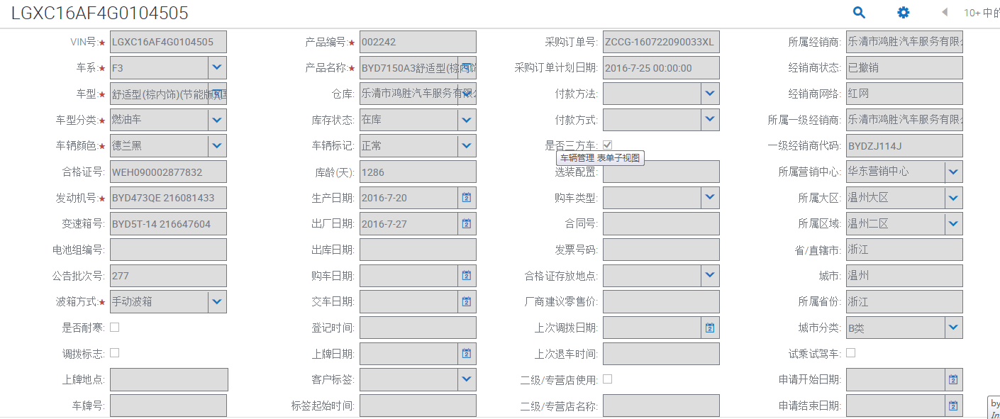 LGXC16AF4G0104505
10+ 中的
VIN号:★ LGXC16AF4G0104505 产品编号:★ 002242 采购订单号: ZCCG-160722090033XL 所属经销商: 乐清市鸿胜汽车服务有限
车系:★ F3 产品名称:★ BYD7150A3舒适型(棕内饰 采购订单计划日期: 2016-7-25 00:00:00 经销商状态: 已撤销
车型:★ 舒适型(棕内饰)(节能版)(国 仓库: 乐清市鸿胜汽车服务有限 付款方法: 经销商网络: 红网
车型分类:★ 燃油车 库存状态: 在库 付款方式: 所属一级经销商: 乐清市鸿胜汽车服务有限
车辆颜色:★ 德兰黑 车辆标记: 正常 是否三方车: 一级经销商代码: BYDZJ114J
车辆管理 表单子视图
合格证号: WEH090002877832 库龄(天): 1286 选装配置: 所属营销中心: 华东营销中心
发动机号:★ BYD473QE 216081433 生产日期: 2016-7-20 购车类型: 所属大区: 温州大区
变速箱号: BYD5T-14 216647604 出厂日期: 2016-7-27 合同号: 所属区域: 温州二区
电池组编号: 出库日期: 发票号码: 省/直辖市: 浙江
公告批次号: 277 购车日期: 合格证存放地点: 城市: 温州
波箱方式:★ 手动波箱 交车日期: 厂商建议零售价: 所属省份: 浙江
是否耐寒: 登记时间: 上次调拨日期: 城市分类: B类
调拨标志: 上牌日期: 上次退车时间: 试乘试驾车:
上牌地点: 客户标签: 二级/专营店使用: 申请开始日期:
车牌号: 标签起始时间: 二级/专营店名称: 申请结束日期:
by
In